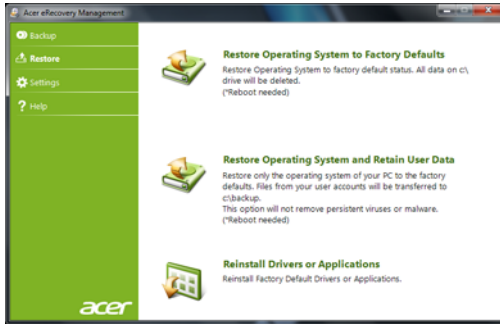 Acer eRecovery Management
Backup
Restore
Settings
Help
Restore Operating System to Factory Defaults
Restore Operating System to factory default status. All data on c:\
drive will be deleted.
(*Reboot needed)
Restore Operating System and Retain User Data
Restore only the operating system of your PC to the factory
defaults. Files from your user accounts will be transferred to
c:\backup.
This option will not remove persistent viruses or malware.
(*Reboot needed)
Reinstall Drivers or Applications
Reinstall Factory Default Drivers or Applications.
acer